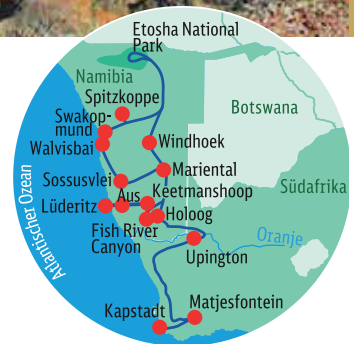 Etosha National
Park
Namibia
Spitzkoppe
Botswana
Swakop-
mund
Walvisbai
Windhoek
Mariental
Sossusvlei
Aus
Keetmanshoop
Südafrika
Lüderitz
Holoog
Fish River
Canyon
Oranje
Upington
Atlantischer Ozean
Kapstadt
Matjesfontein